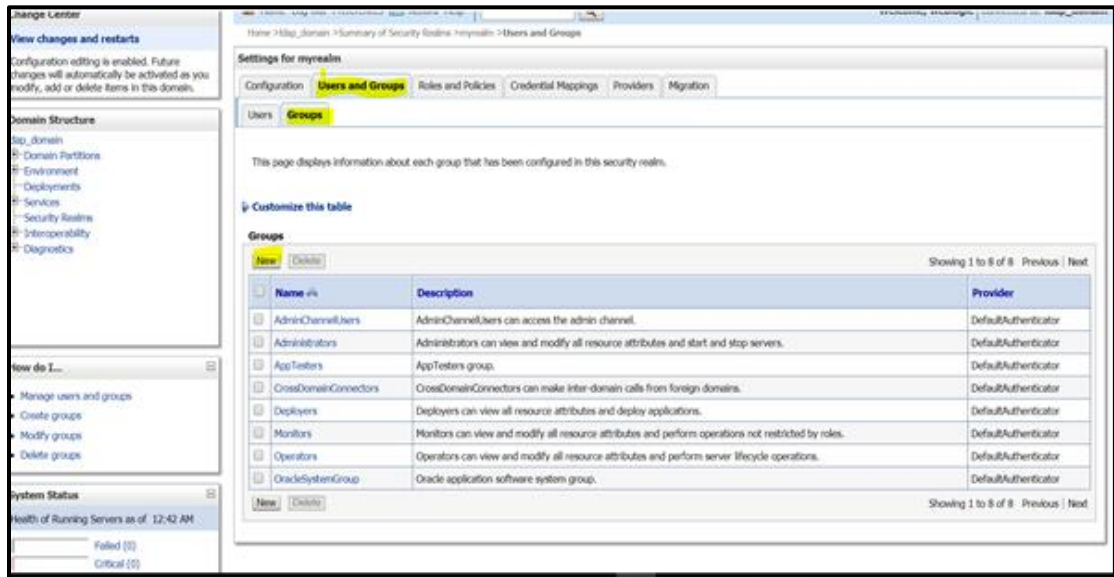 Change Center
View changes and restarts
Configuration editing is enabled. Future
changes will automatically be activated as you
modify, add or delete items in this domain.
Domain Structure
ldap_domain
Domain Partitions
Environment
Deployments
Services
Security Realms
Interoperability
Diagnostics
How do I...
Manage users and groups
Create groups
Modify groups
Delete groups
System Status
Health of Running Servers as of 12:42 AM
Failed (0)
Critical (0)
Home >ldap_domain >Summary of Security Realms >myrealm >Users and Groups
Settings for myrealm
Configuration Users and Groups Roles and Policies Credential Mappings Providers Migration
Users Groups
This page displays information about each group that has been configured in this security realm.
Customize this table
Groups
New Delete Showing 1 to 8 of 8 Previous | Next
Name Description Provider
AdminChannelUsers AdminChannelUsers can access the admin channel. DefaultAuthenticator
Administrators Administrators can view and modify all resource attributes and start and stop servers. DefaultAuthenticator
AppTesters AppTesters group. DefaultAuthenticator
CrossDomainConnectors CrossDomainConnectors can make inter-domain calls from foreign domains. DefaultAuthenticator
Deployers Deployers can view all resource attributes and deploy applications. DefaultAuthenticator
Monitors Monitors can view and modify all resource attributes and perform operations not restricted by roles. DefaultAuthenticator
Operators Operators can view and modify all resource attributes and perform server lifecycle operations. DefaultAuthenticator
OracleSystemGroup Oracle application software system group. DefaultAuthenticator
New Delete Showing 1 to 8 of 8 Previous | Next